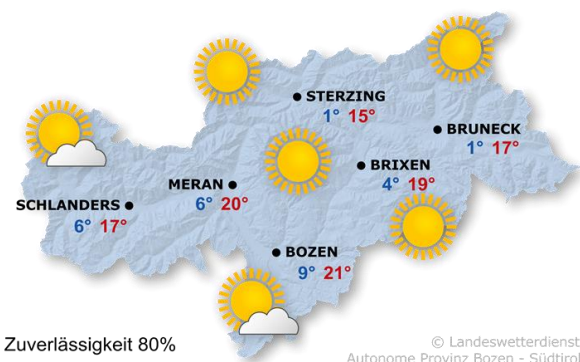 STERZING
1° 15°
BRUNECK
1° 17°
BRIXEN
4° 19°
MERAN
6° 20°
SCHLANDERS
6° 17°
BOZEN
9° 21°
Zuverlässigkeit 80%
© Landeswetterdienst
Autonome Provinz Bozen - Südtirol